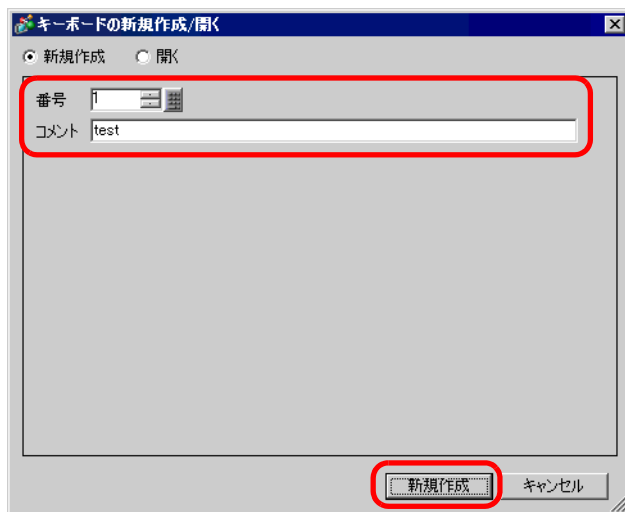 キーボードの新規作成/開く
新規作成 開く
番号 1
コメント test
新規作成 キャンセル